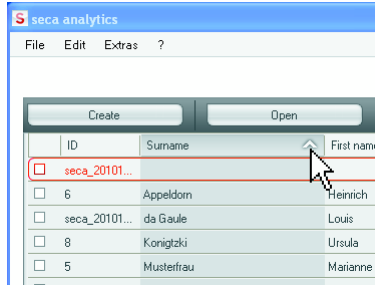 S seca analytics
File Edit Extras ?
Create Open
ID Surname First nam
seca_20101...
6 Appeldorn Heinrich
seca_20101... da Gaule Louis
8 Konigtzki Ursula
5 Musterfrau Marianne